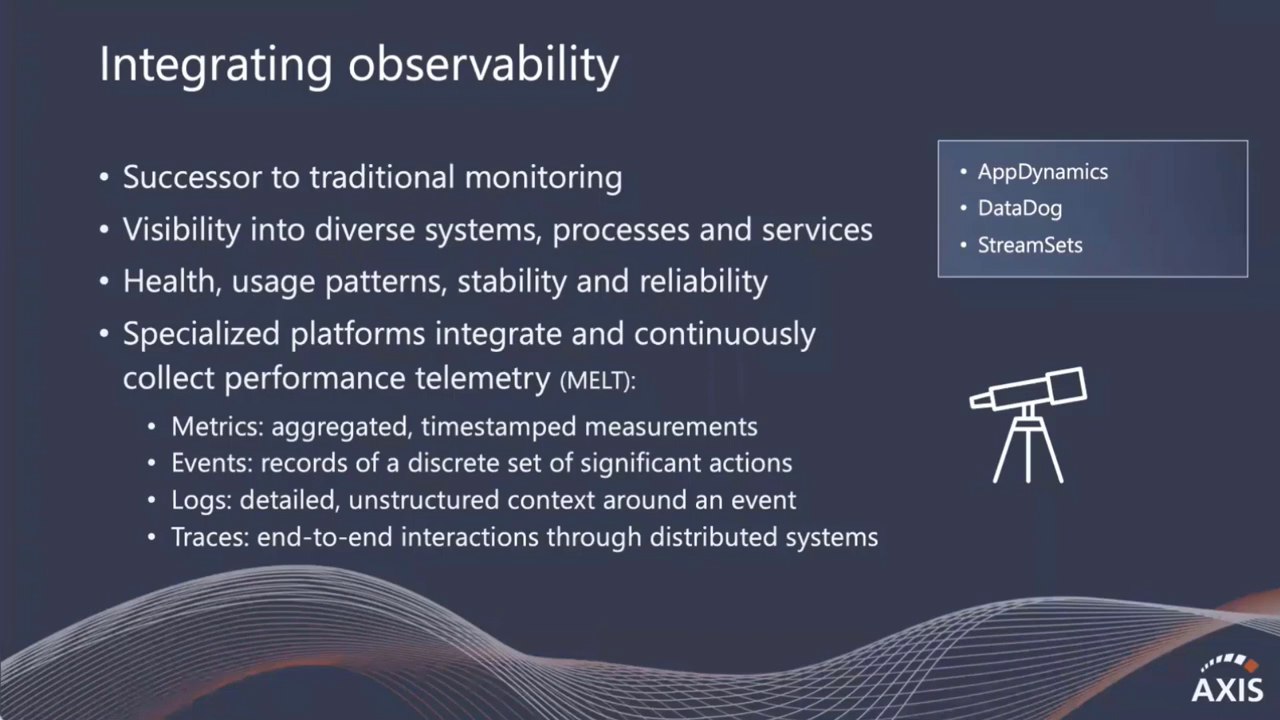 Integrating observability
• Successor to traditional monitoring
• Visibility into diverse systems, processes and services
• Health, usage patterns, stability and reliability
• Specialized platforms integrate and continuously
collect performance telemetry (MELT):
• Metrics: aggregated, timestamped measurements
• Events: records of a discrete set of significant actions
• Logs: detailed, unstructured context around an event
• Traces: end-to-end interactions through distributed systems
• AppDynamics
• DataDog
• StreamSets
AXIS